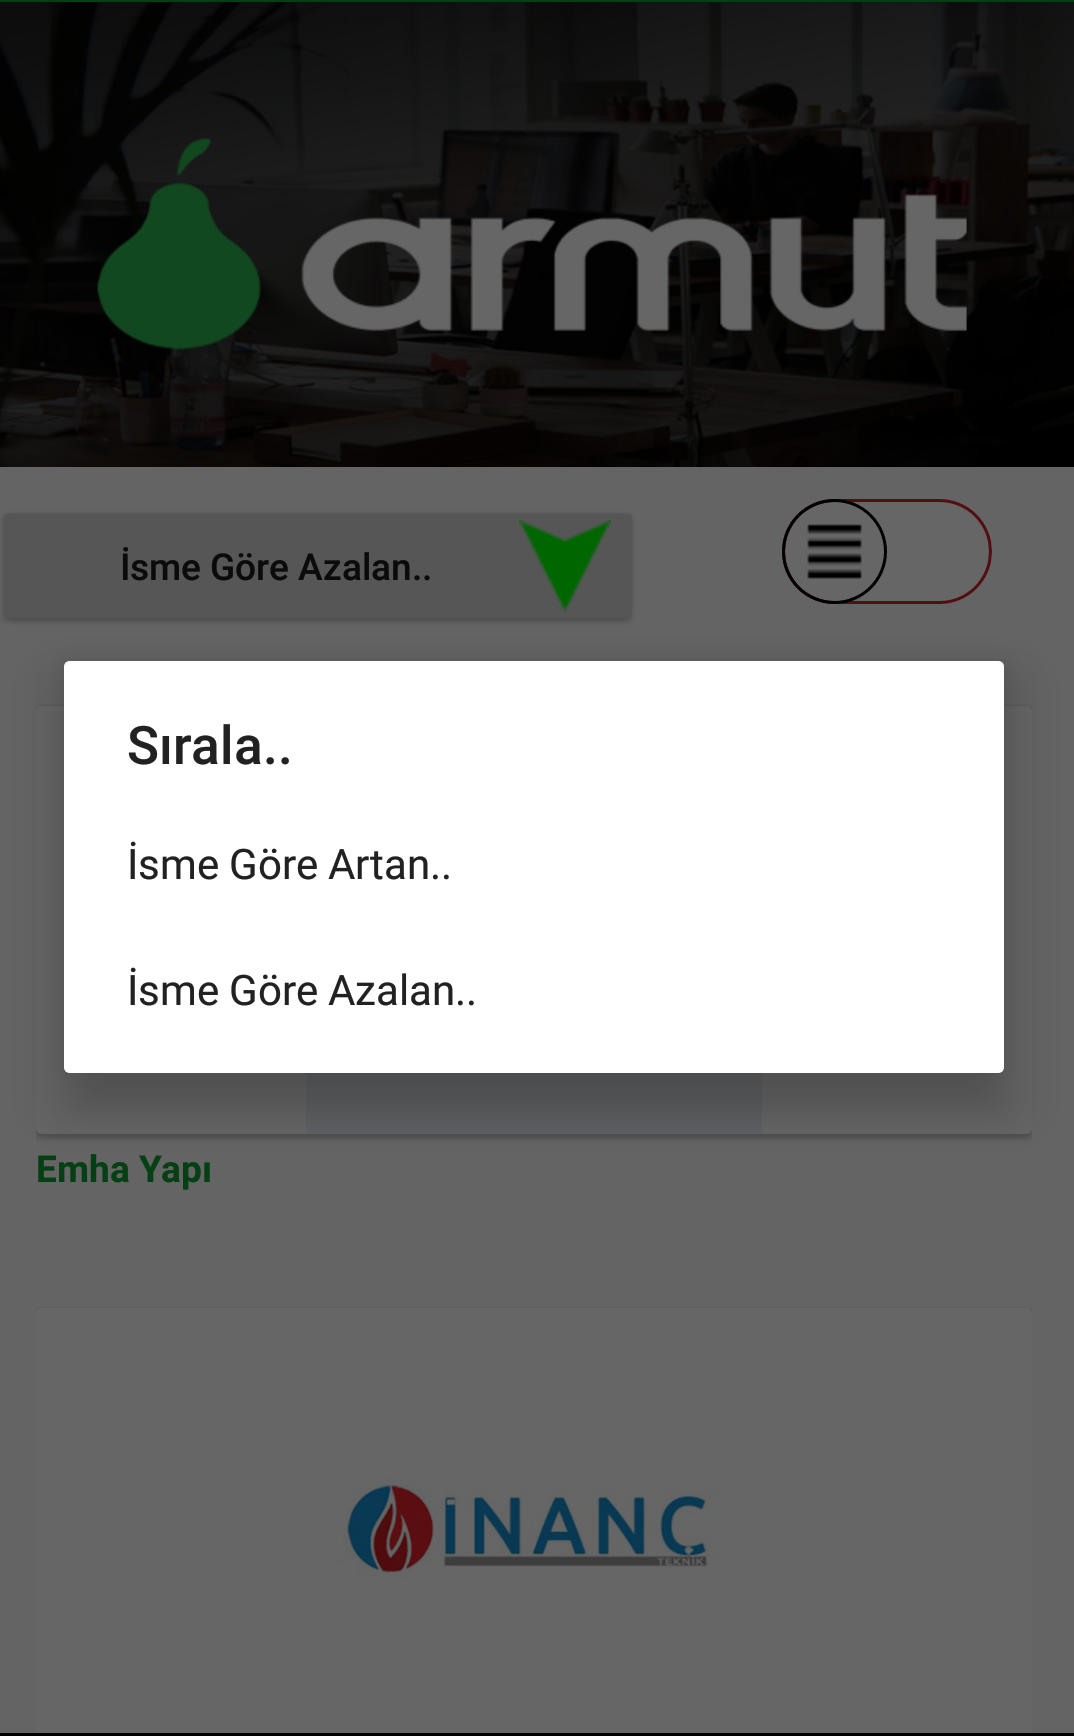 armut
İsme Göre Azalan..
Sırala..
İsme Göre Artan..
İsme Göre Azalan..
Emha Yapı
İNANÇ
TEKNİK